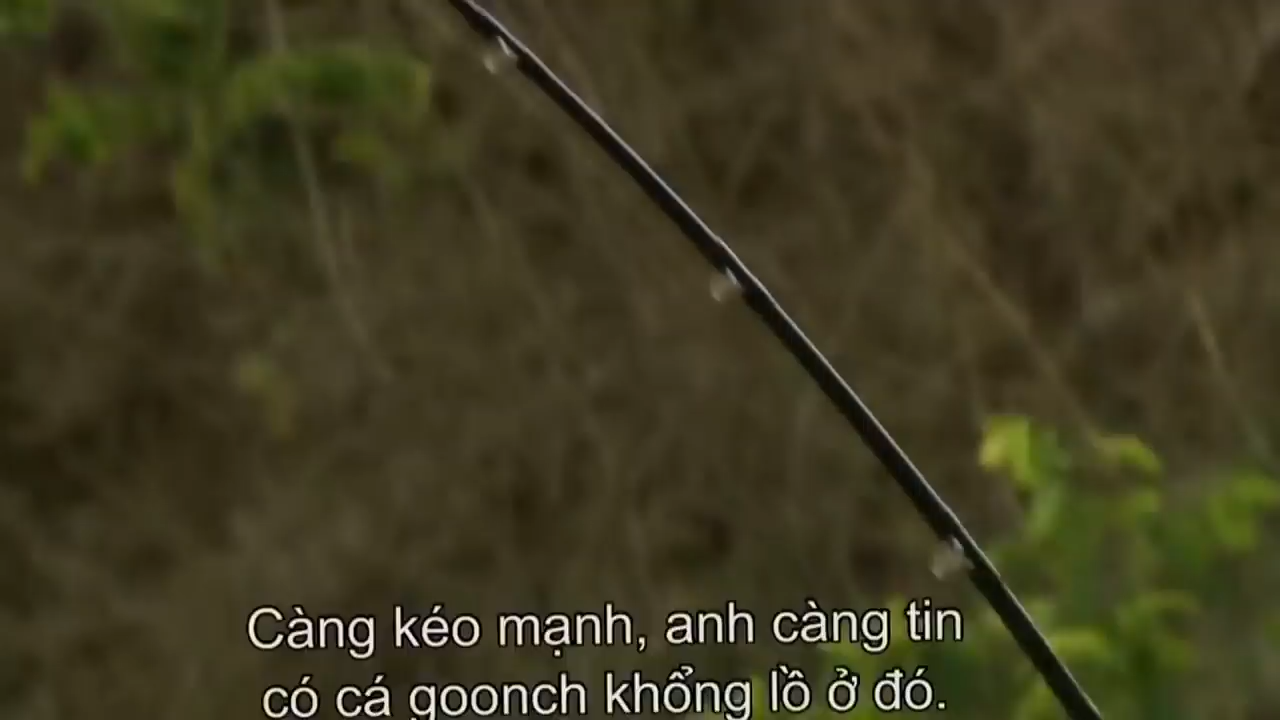 Càng kéo mạnh, anh càng tin
có cá goonch khổng lồ ở đó.